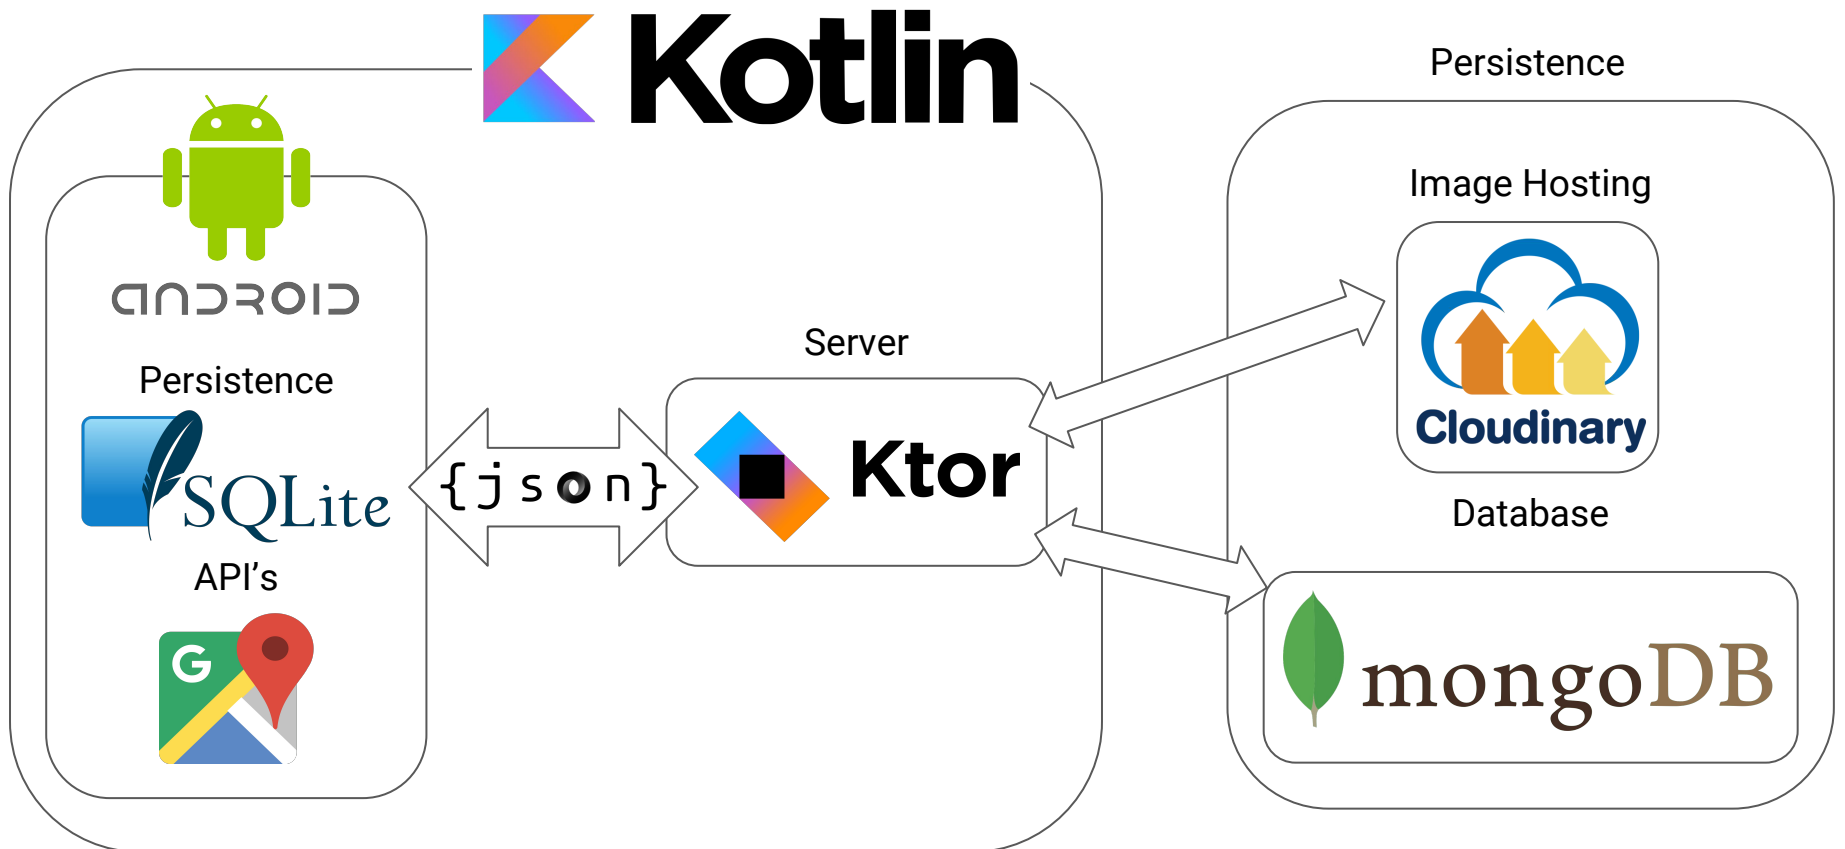 Kotlin
Persistence
android
Image Hosting
Cloudinary
Server
Persistence
SQLite
{json}
Ktor
Database
API's
G
mongoDB